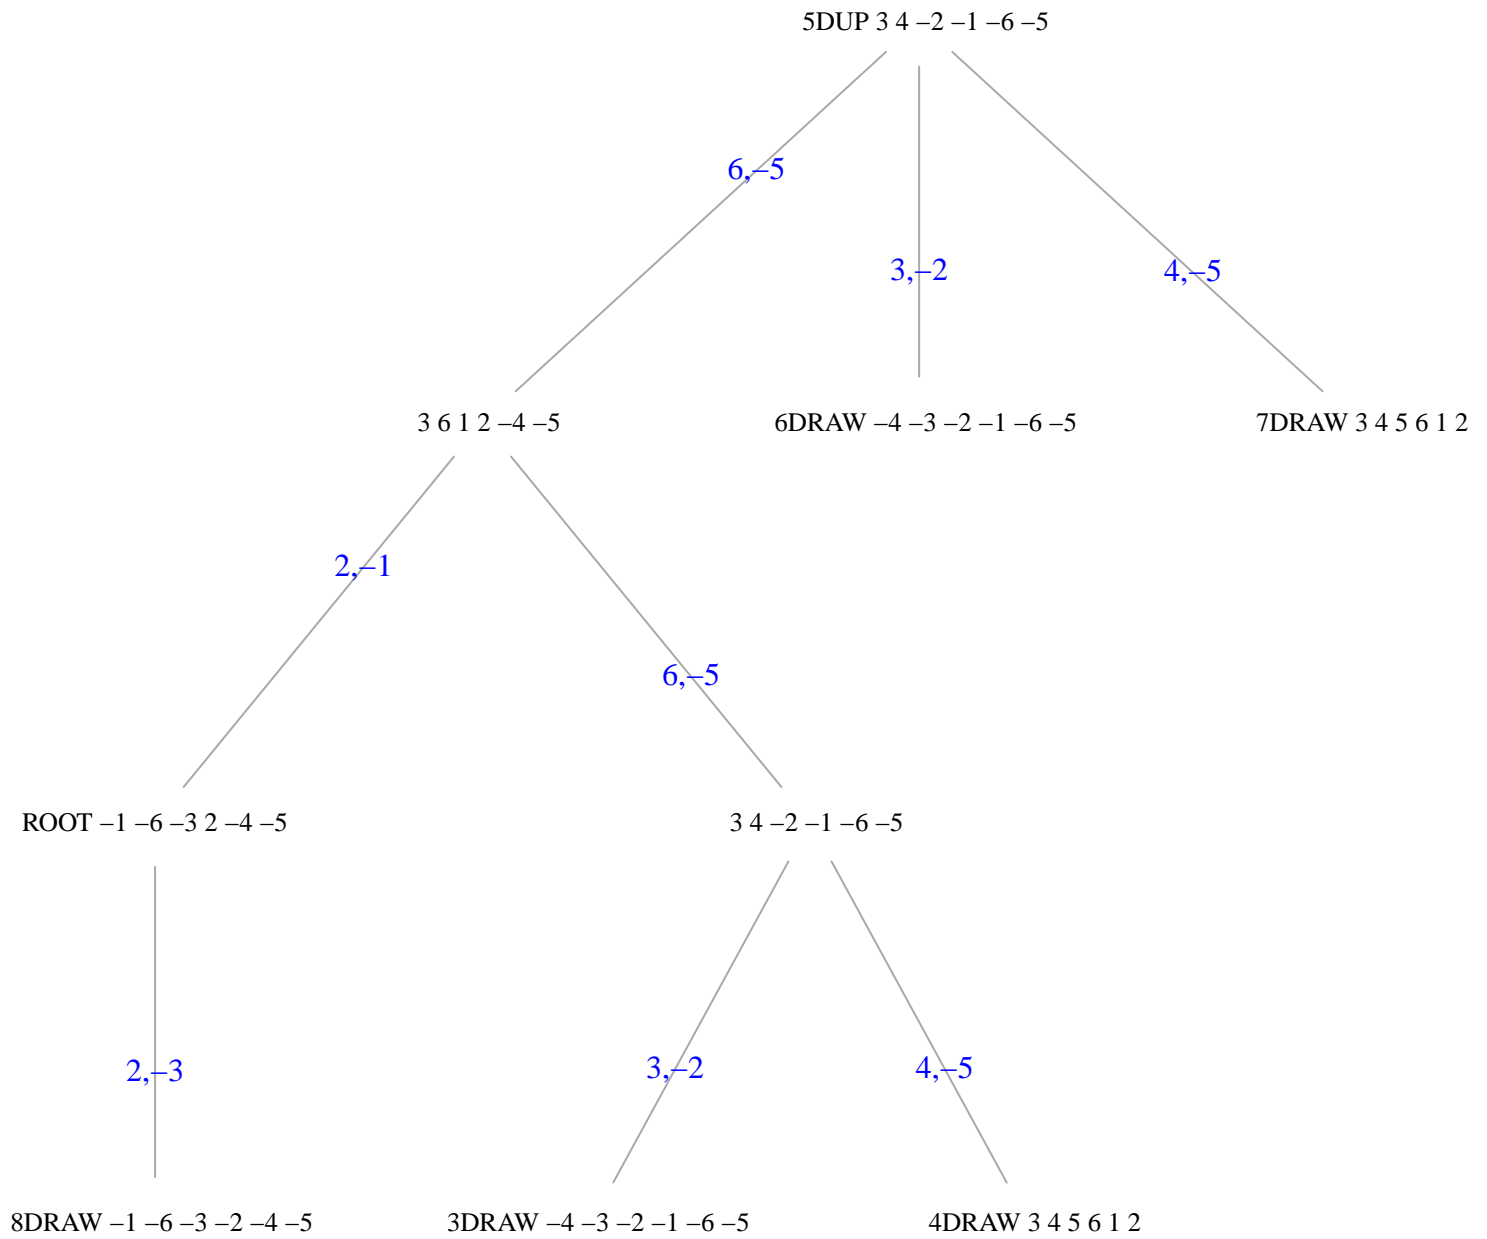 5DUP 3 4 –2 –1 –6 –5
6,–5
3,–2
4,–5
3 6 1 2 –4 –5
6DRAW –4 –3 –2 –1 –6 –5
7DRAW 3 4 5 6 1 2
2,–1
6,–5
ROOT –1 –6 –3 2 –4 –5
3 4 –2 –1 –6 –5
2,–3
3,–2
4,–5
8DRAW –1 –6 –3 –2 –4 –5
3DRAW –4 –3 –2 –1 –6 –5
4DRAW 3 4 5 6 1 2